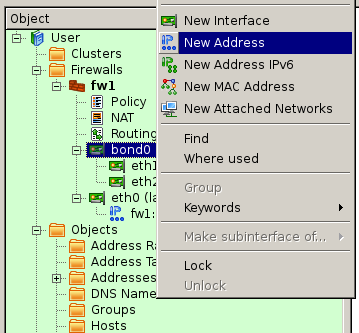 Object
User
Clusters
Firewalls
fw1
Policy
NAT
Routing
bond0
eth1
eth2
eth0 (la
fw1:
Objects
Address Ra
Address Ta
Addresses
DNS Name
Groups
Hosts
New Interface
New Address
New Address IPv6
New MAC Address
New Attached Networks
Find
Where used
Group
Keywords
Make subinterface of...
Lock
Unlock